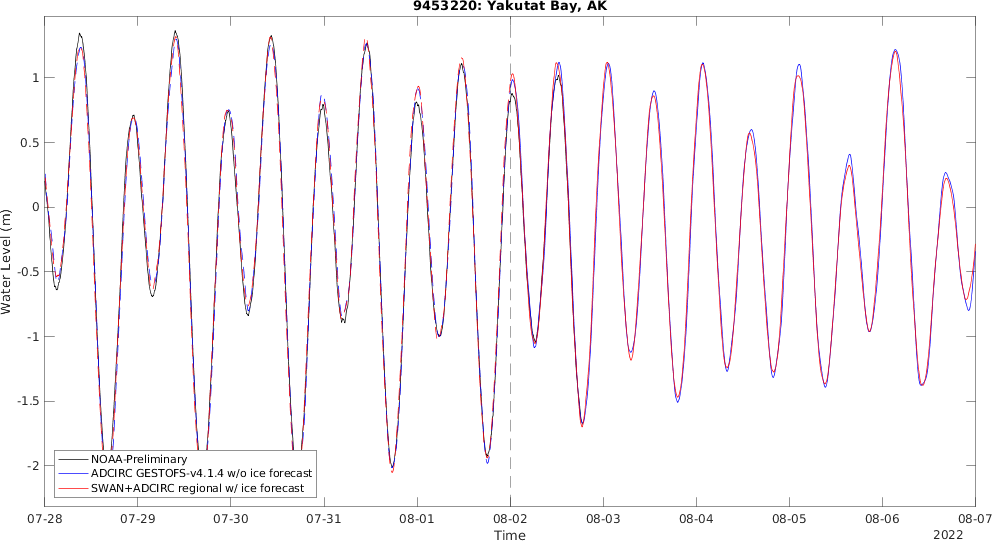 9453220: Yakutat Bay, AK
Water Level (m)
1
0.5
0
-0.5
-1
-1.5
-2
NOAA-Preliminary
ADCIRC GESTOFS-v4.1.4 w/o ice forecast
SWAN+ADCIRC regional w/ ice forecast
07-28 07-29 07-30 07-31 08-01 08-02 08-03 08-04 08-05 08-06 08-07
Time
2022